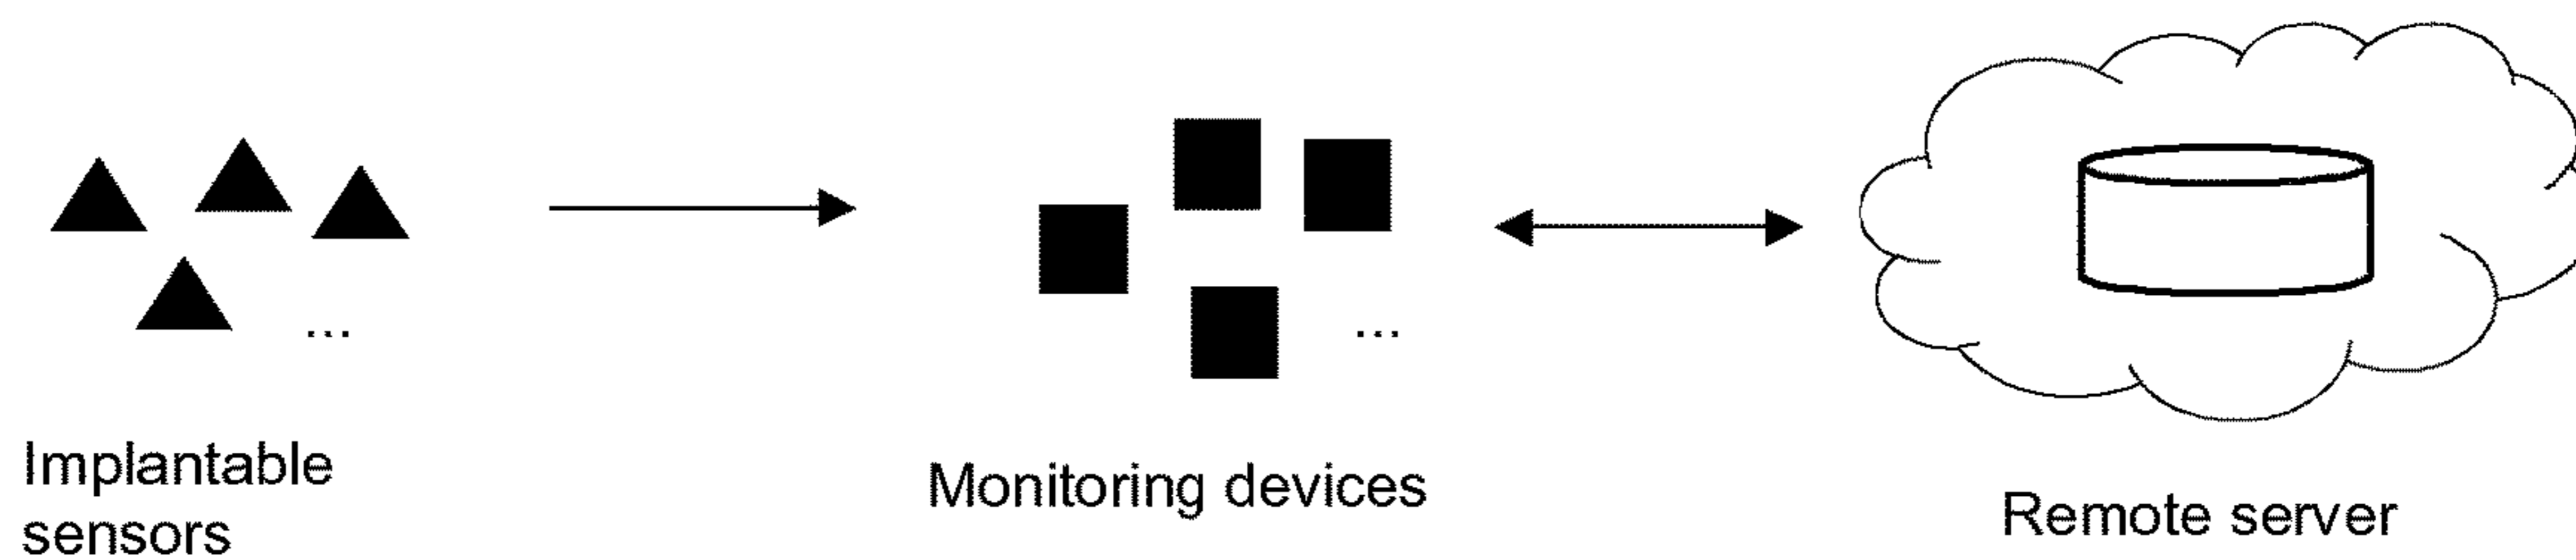 ...
...
Implantable
sensors
Monitoring devices
Remote server